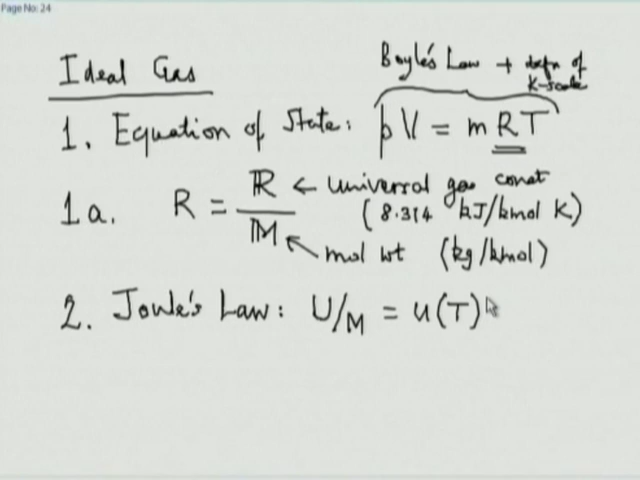 Page No: 24
Ideal Gas
Boyle's Law + defn of K-scale
1. Equation of State: pV = m RT
1a. R = ℝ / 𝕄
← universal gas const
(8.314 kJ/kmol K)
mol wt (kg/kmol)
2. Joule's Law: U/M = u(T)